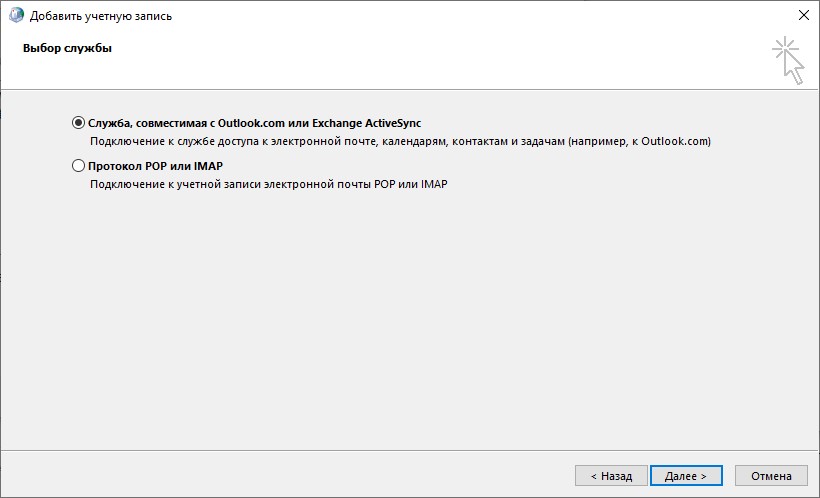 Добавить учетную запись
Выбор службы
Служба, совместимая с Outlook.com или Exchange ActiveSync
Подключение к службе доступа к электронной почте, календарям, контактам и задачам (например, к Outlook.com)
Протокол POP или IMAP
Подключение к учетной записи электронной почты POP или IMAP
< Назад
Далее >
Отмена